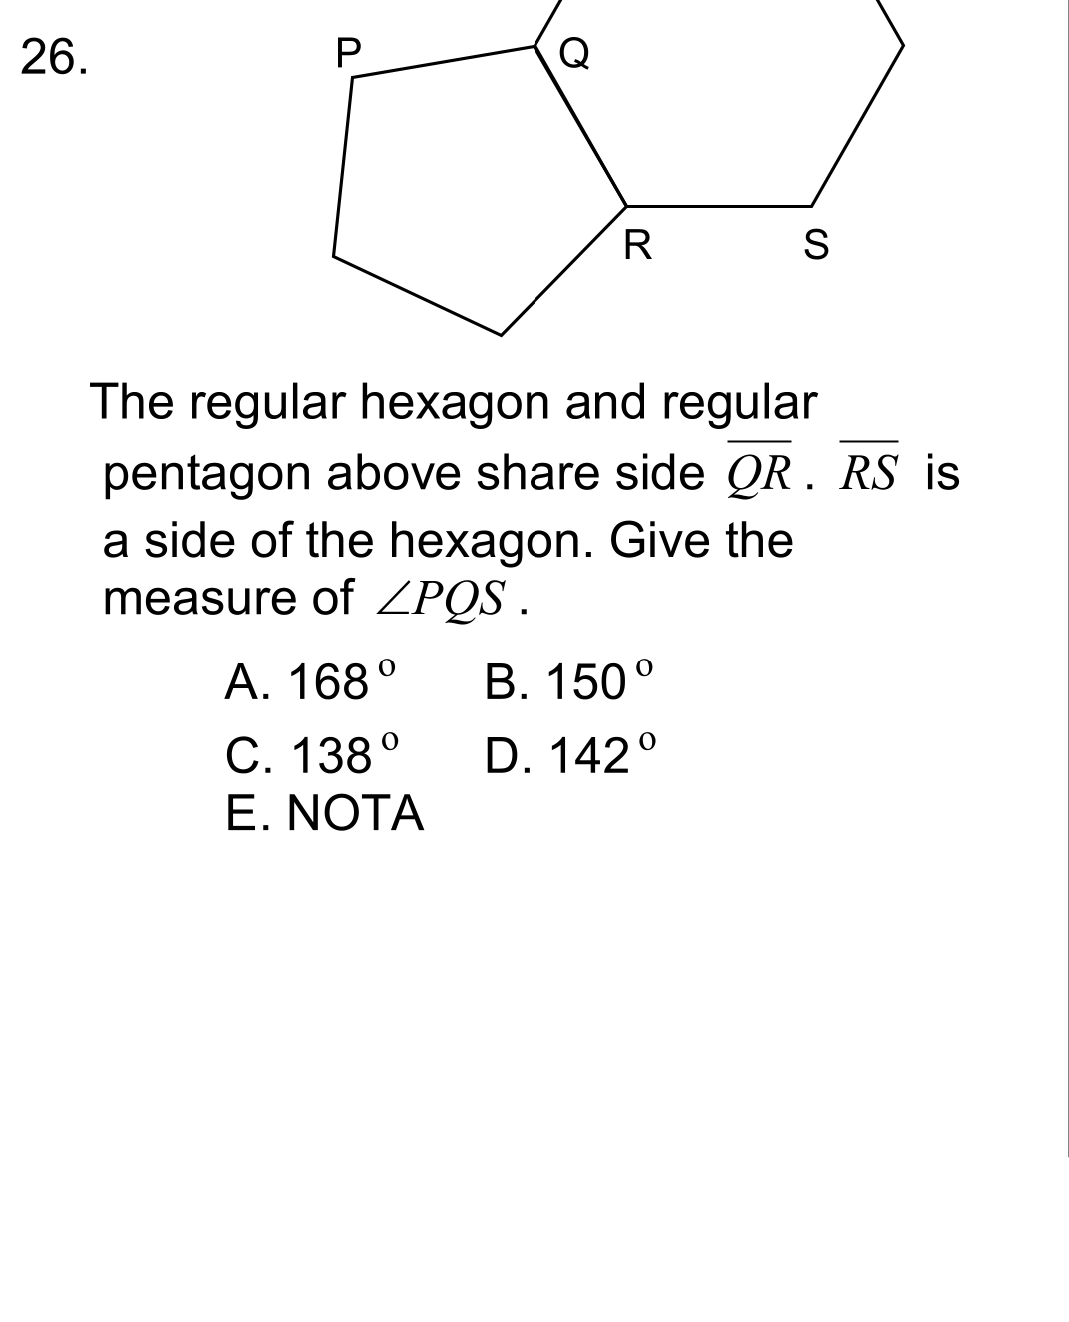 26.
P
Q
R
S
The regular hexagon and regular
pentagon above share side $\overline{QR}$. $\overline{RS}$ is
a side of the hexagon. Give the
measure of ∠PQS.
A. 168° B. 150°
C. 138° D. 142°
E. NOTA